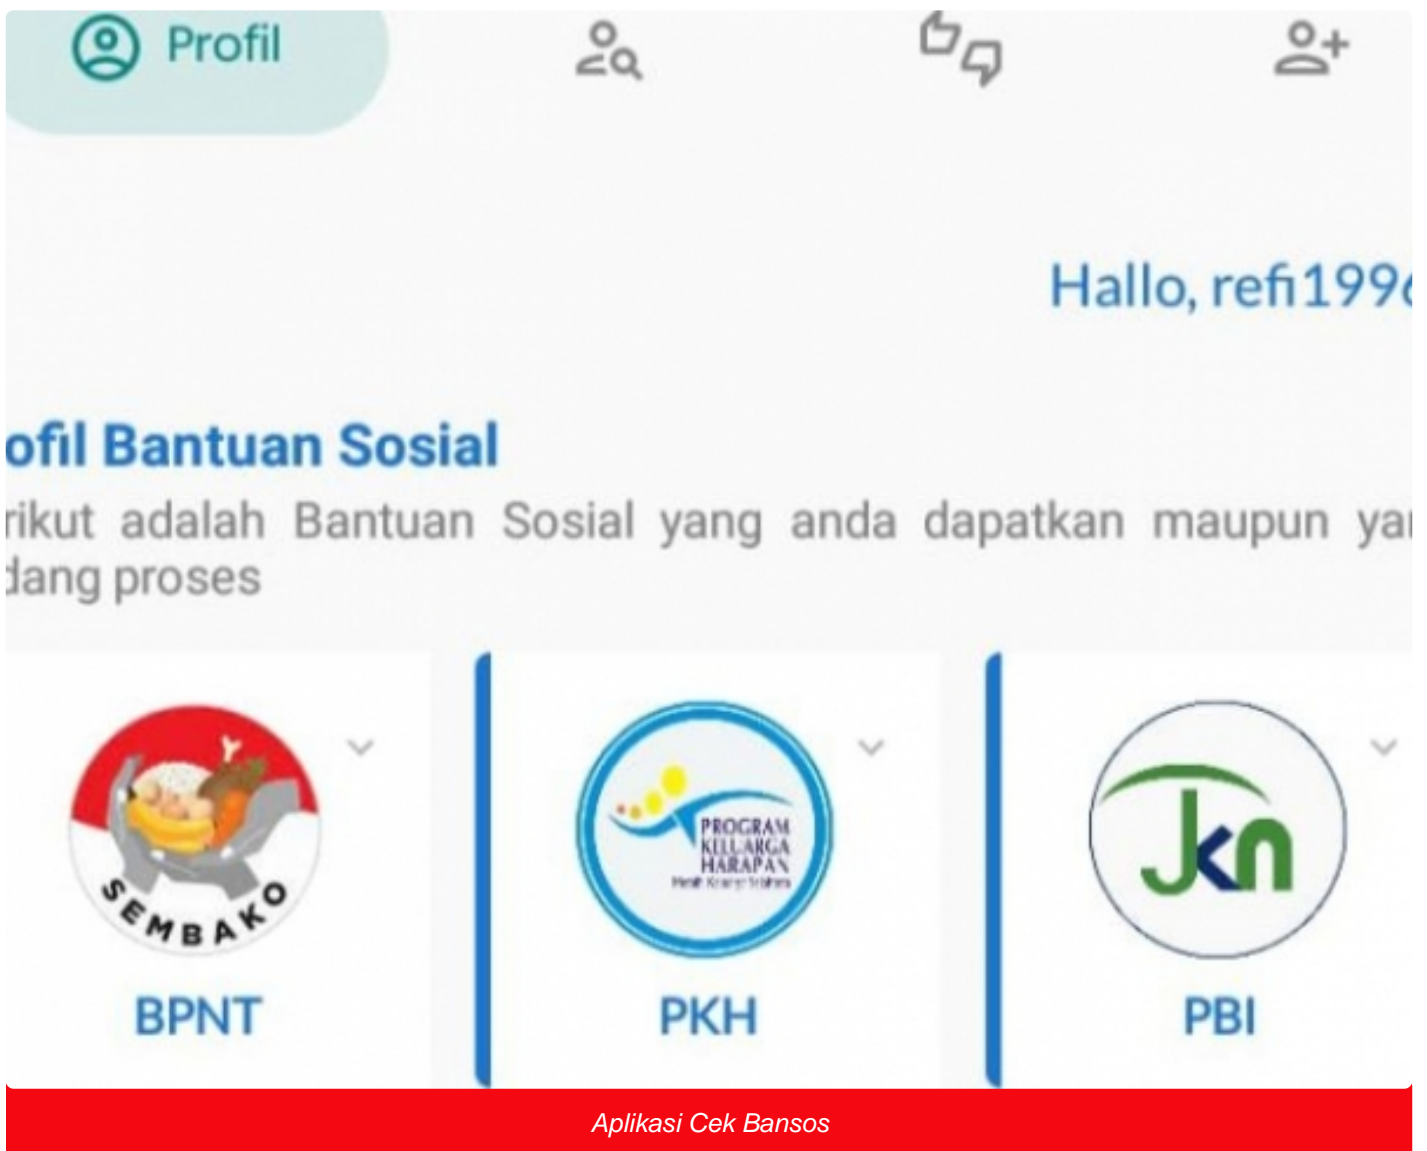 Profil
Hallo, refi199
ofil Bantuan Sosial
rikut adalah Bantuan Sosial yang anda dapatkan maupun yan
dang proses
SEMBAKO
PROGRAM
KELUARGA
HARAPAN
Jkn
BPNT
PKH
PBI
Aplikasi Cek Bansos